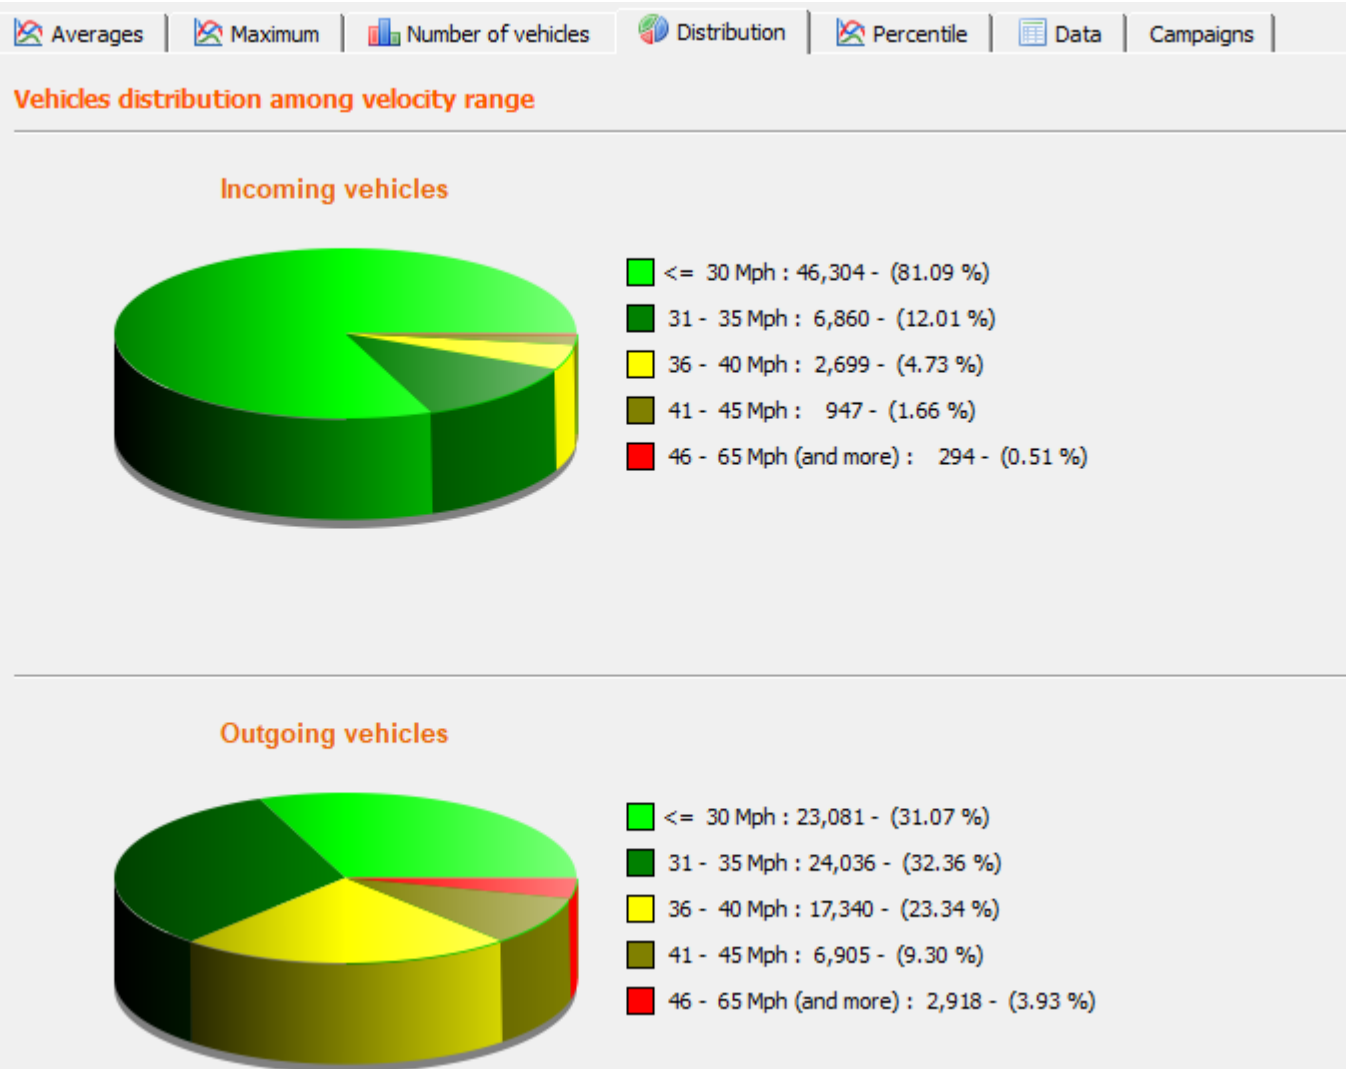 Averages Maximum Number of vehicles Distribution Percentile Data Campaigns
Vehicles distribution among velocity range
Incoming vehicles
<= 30 Mph : 46,304 - (81.09 %)
31 - 35 Mph : 6,860 - (12.01 %)
36 - 40 Mph : 2,699 - (4.73 %)
41 - 45 Mph : 947 - (1.66 %)
46 - 65 Mph (and more) : 294 - (0.51 %)
Outgoing vehicles
<= 30 Mph : 23,081 - (31.07 %)
31 - 35 Mph : 24,036 - (32.36 %)
36 - 40 Mph : 17,340 - (23.34 %)
41 - 45 Mph : 6,905 - (9.30 %)
46 - 65 Mph (and more) : 2,918 - (3.93 %)